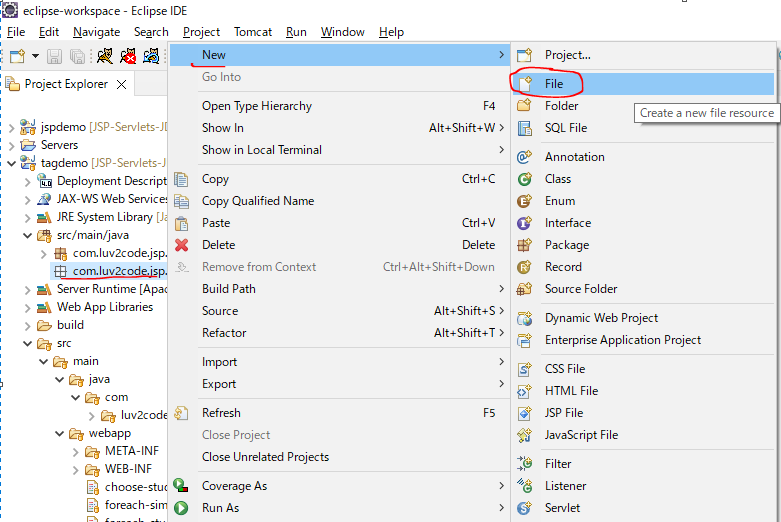 eclipse-workspace - Eclipse IDE
File Edit Navigate Search Project Tomcat Run Window Help
Project Explorer
jspdemo [JSP-Servlets-JD
Servers
tagdemo [JSP-Servlets-J
Deployment Descript
JAX-WS Web Services
JRE System Library [Ja
src/main/java
com.luv2code.jsp.
com.luv2code.jsp.
Server Runtime [Apac
Web App Libraries
build
src
main
java
com
luv2code
webapp
META-INF
WEB-INF
choose-stu
foreach-sim
foreach-stu
New
Go Into
Open Type Hierarchy F4
Show In Alt+Shift+W
Show in Local Terminal
Copy Ctrl+C
Copy Qualified Name
Paste Ctrl+V
Delete Delete
Remove from Context Ctrl+Alt+Shift+Down
Build Path
Source Alt+Shift+S
Refactor Alt+Shift+T
Import
Export
Refresh F5
Close Project
Close Unrelated Projects
Coverage As
Run As
Project...
File
Folder
Create a new file resource
SQL File
Annotation
Class
Enum
Interface
Package
Record
Source Folder
Dynamic Web Project
Enterprise Application Project
CSS File
HTML File
JSP File
JavaScript File
Filter
Listener
Servlet